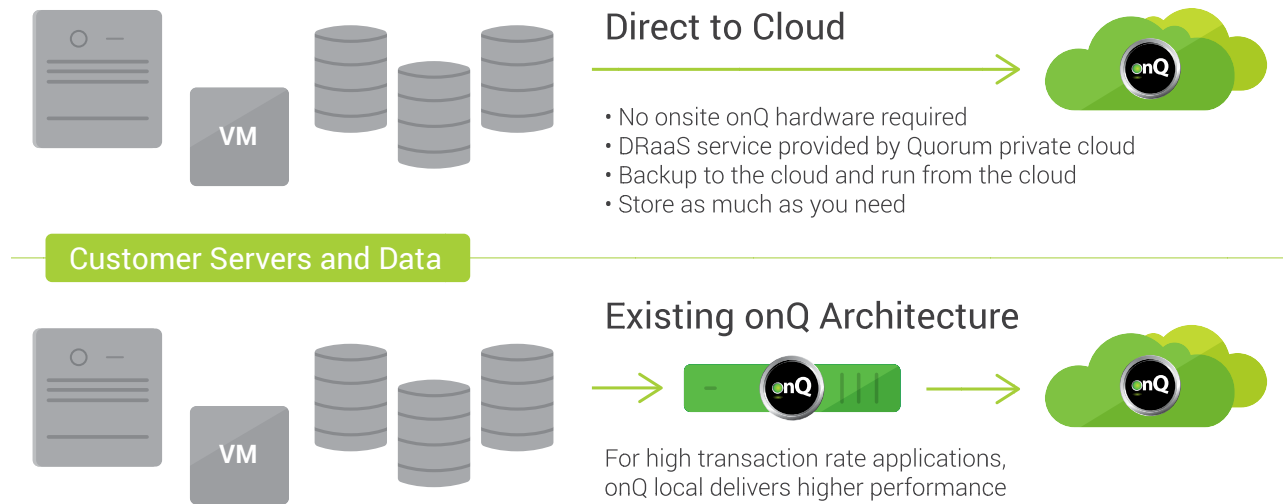 Direct to Cloud
onQ
VM
• No onsite onQ hardware required
• DRaaS service provided by Quorum private cloud
• Backup to the cloud and run from the cloud
• Store as much as you need
Customer Servers and Data
Existing onQ Architecture
onQ
onQ
VM
For high transaction rate applications,
onQ local delivers higher performance